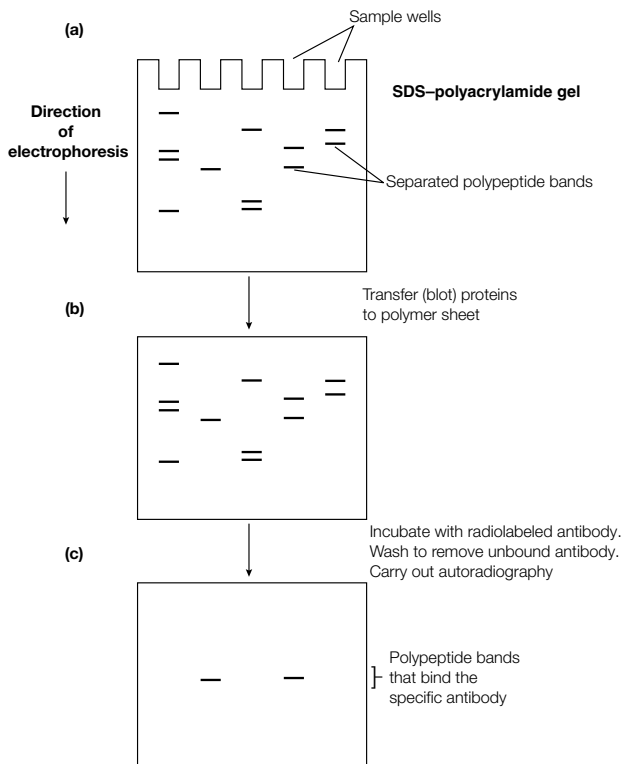 (a)
Sample wells
SDS–polyacrylamide gel
Direction
of
electrophoresis
Separated polypeptide bands
Transfer (blot) proteins
to polymer sheet
(b)
Incubate with radiolabeled antibody.
Wash to remove unbound antibody.
Carry out autoradiography
(c)
Polypeptide bands
that bind the
specific antibody